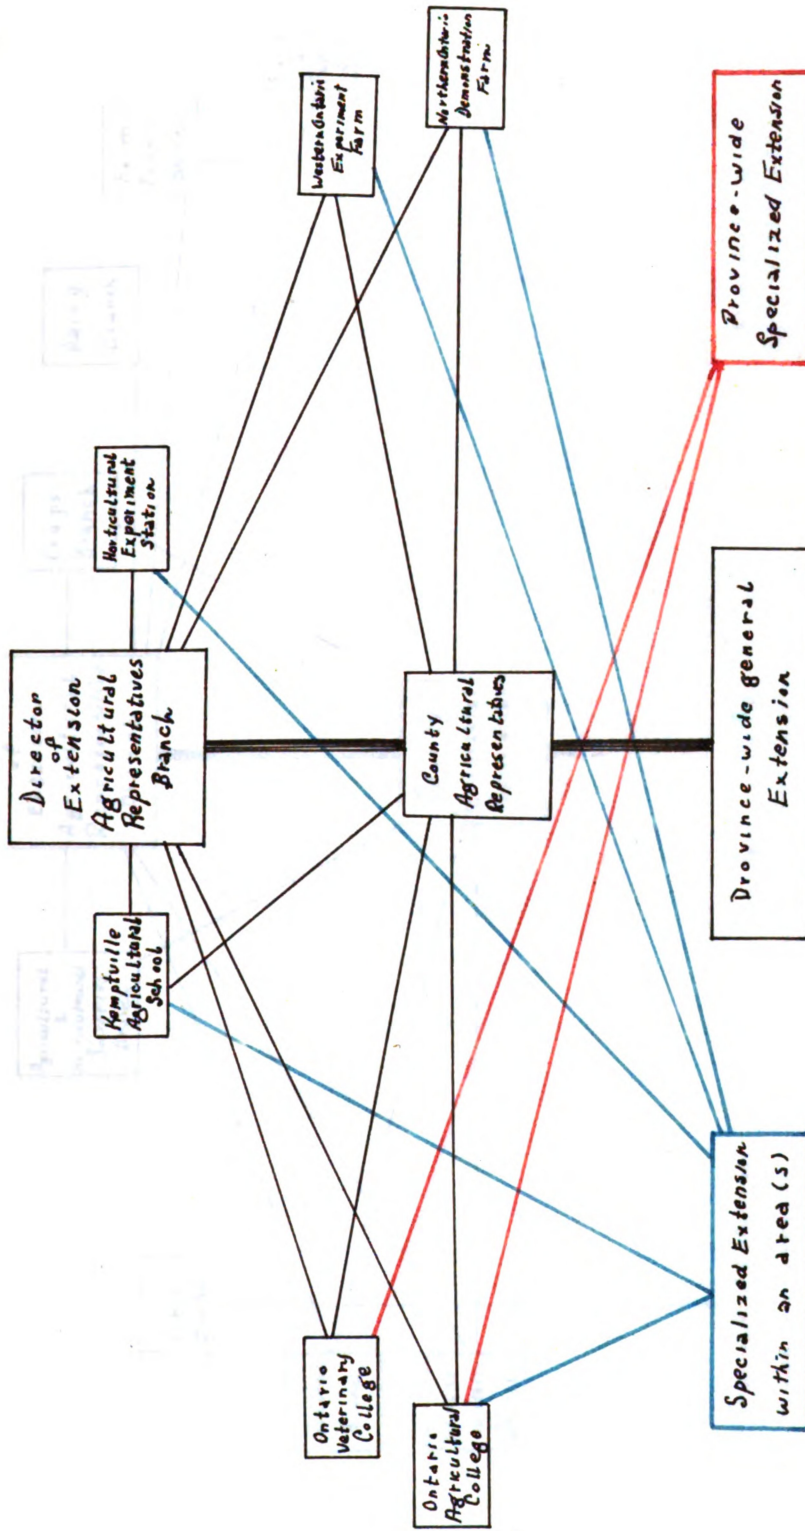 Kemptville
Agricultural
School
Director
of
Extension
Agricultural
Representatives
Branch
Horticultural
Experiment
Station
Ontario
Veterinary
College
Western Ontario
Experiment
Farm
Ontario
Agricultural
College
County
Agricultural
Representatives
Northern Ontario
Demonstration
Farm
Specialized Extension
within an area(s)
Province-wide general
Extension
Province-wide
Specialized Extension